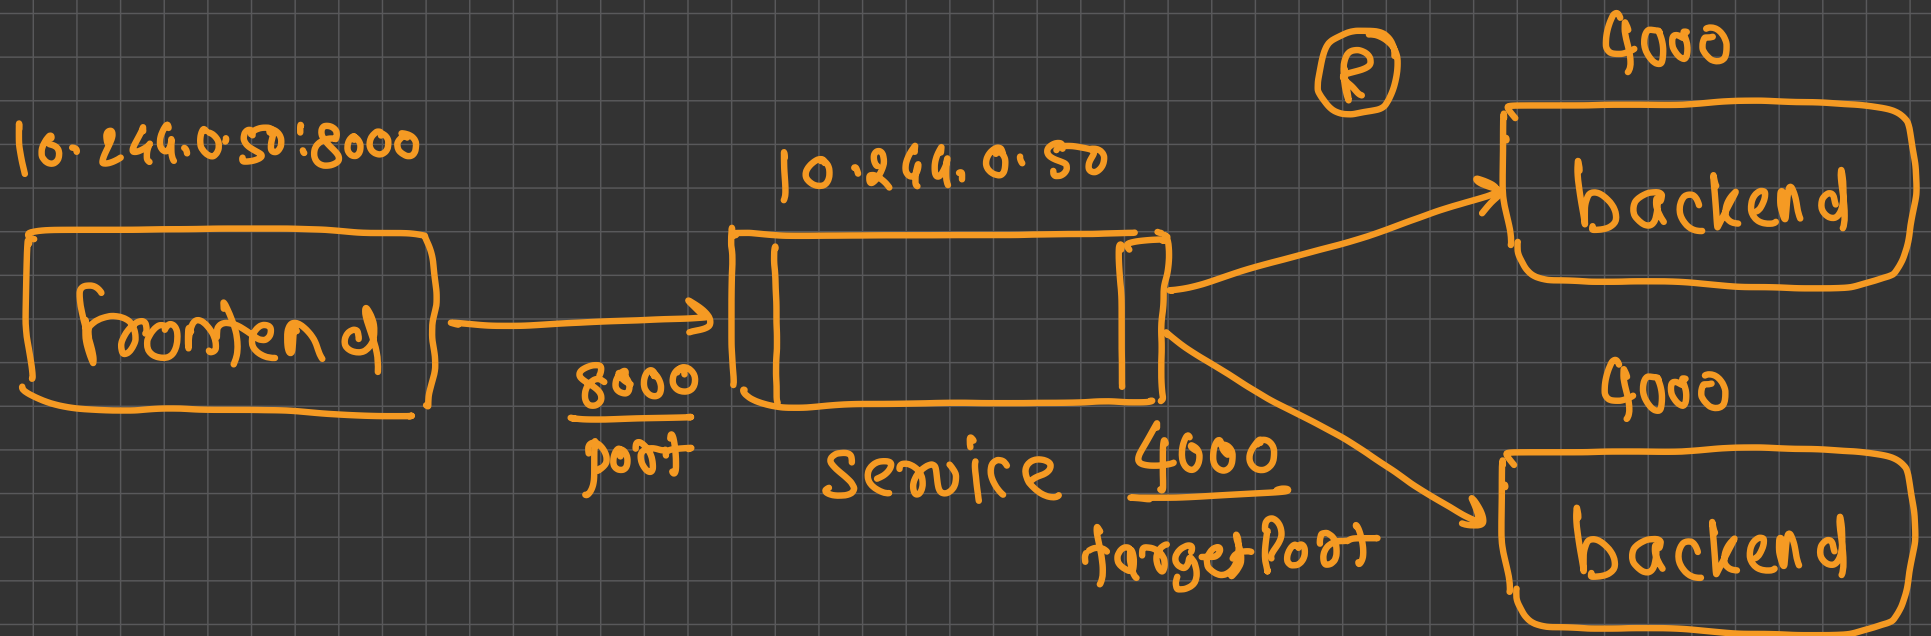 10.244.0.50:8000
frontend
8000
port
10.244.0.50
service
4000
targetPort
R
4000
backend
4000
backend